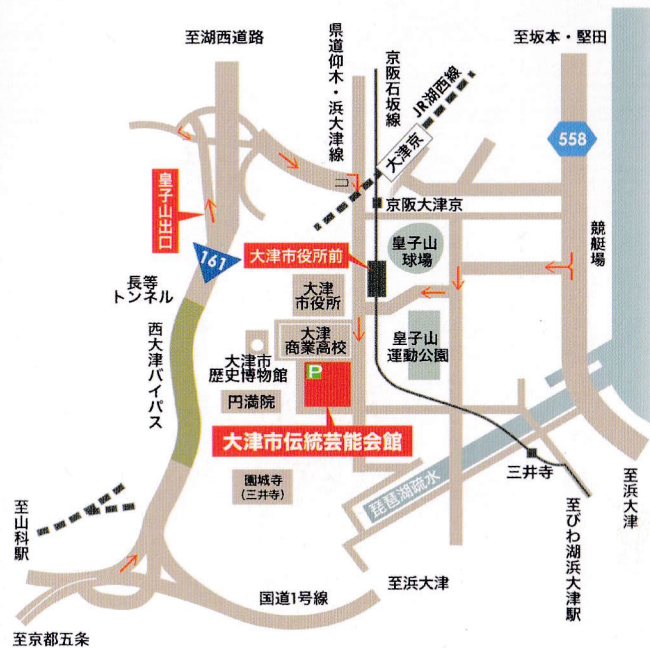 至湖西道路
県道仰木・浜大津線
京阪石坂線
JR湖西線
至坂本・堅田
558
大津京
京阪大津京
皇子山出口
161
大津市役所前
皇子山
球場
競艇場
長等
トンネル
大津
市役所
西大津バイパス
大津
商業高校
皇子山
運動公園
大津市
歴史博物館
P
円満院
大津市伝統芸能会館
園城寺
(三井寺)
琵琶湖疏水
三井寺
至浜大津
至びわ湖浜大津駅
至山科駅
至浜大津
国道1号線
至京都五条